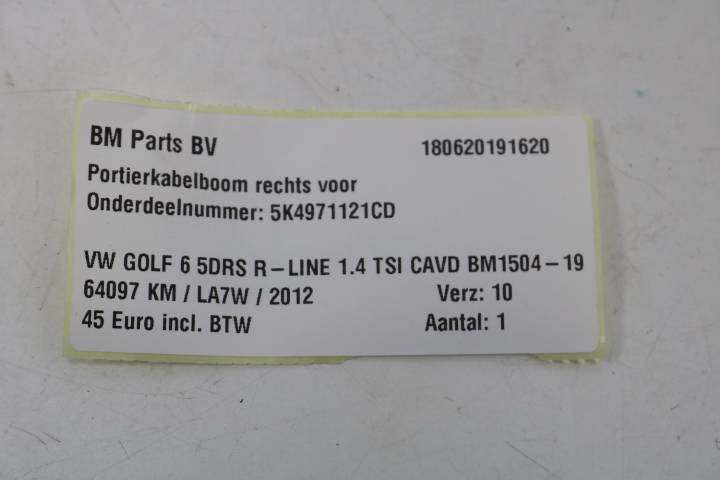 BM Parts BV 180620191620
Portierkabelboom rechts voor
Onderdeelnummer: 5K4971121CD
VW GOLF 6 5DRS R-LINE 1.4 TSI CAVD BM1504-19
64097 KM / LA7W / 2012 Verz: 10
45 Euro incl. BTW Aantal: 1